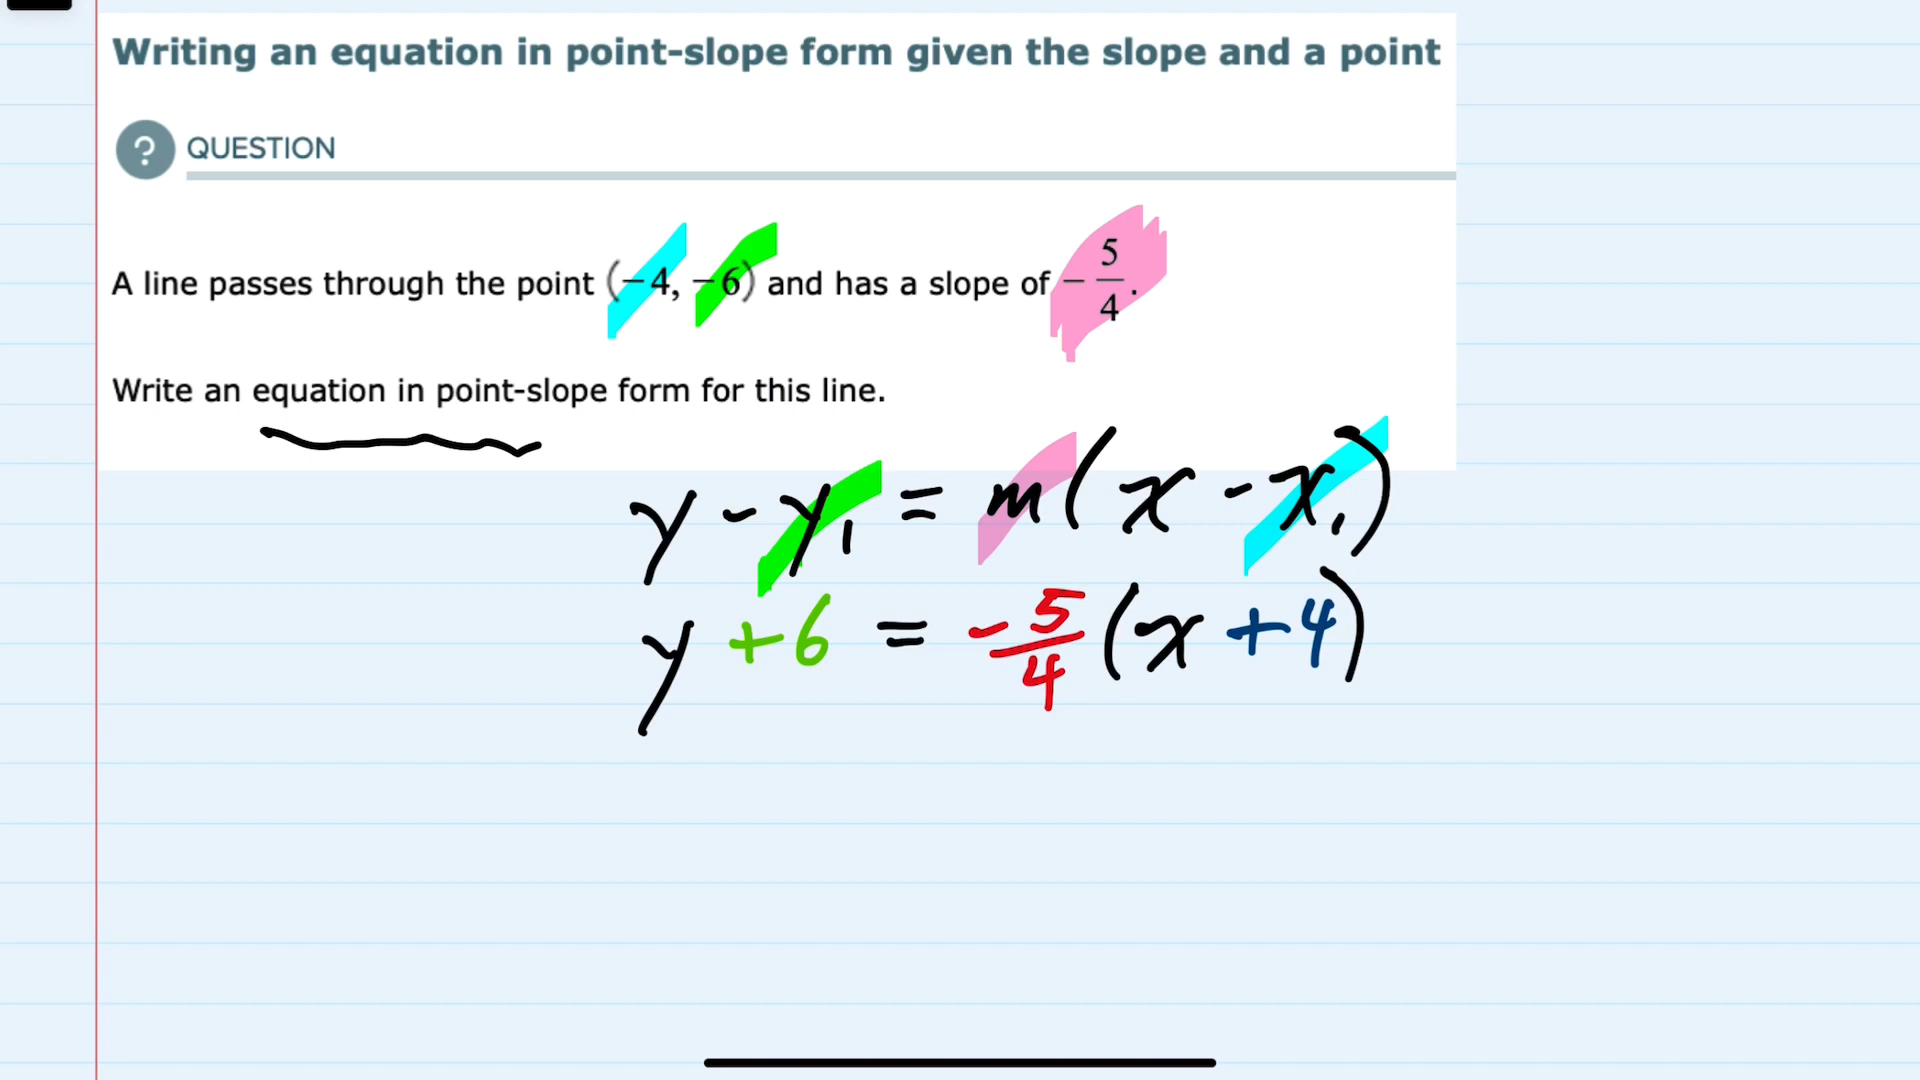 Writing an equation in point-slope form given the slope and a point
? QUESTION
A line passes through the point (−4, −6) and has a slope of −5/4.
Write an equation in point-slope form for this line.
y - y₁ = m(x - x₁)
y +6 = -5/4 (x +4)